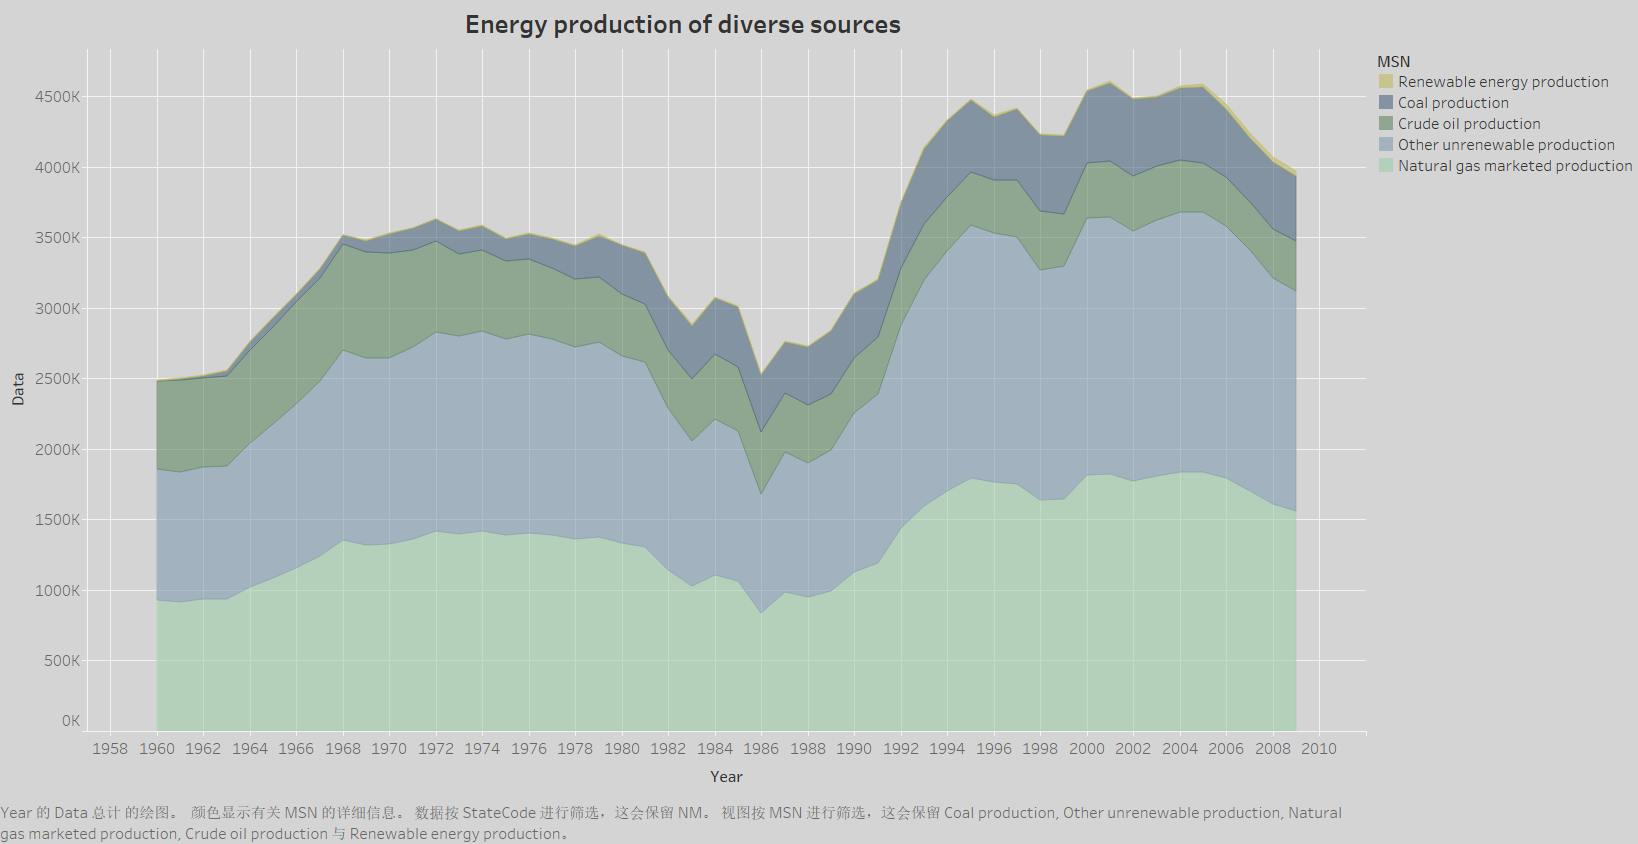 Energy production of diverse sources
MSN
Renewable energy production
Coal production
Crude oil production
Other unrenewable production
Natural gas marketed production
4500K
4000K
3500K
3000K
2500K
2000K
1500K
1000K
500K
0K
Data
1958 1960 1962 1964 1966 1968 1970 1972 1974 1976 1978 1980 1982 1984 1986 1988 1990 1992 1994 1996 1998 2000 2002 2004 2006 2008 2010
Year
Year 的 Data 总计 的绘图。 颜色显示有关 MSN 的详细信息。 数据按 StateCode 进行筛选，这会保留 NM。 视图按 MSN 进行筛选，这会保留 Coal production, Other unrenewable production, Natural
gas marketed production, Crude oil production 与 Renewable energy production。